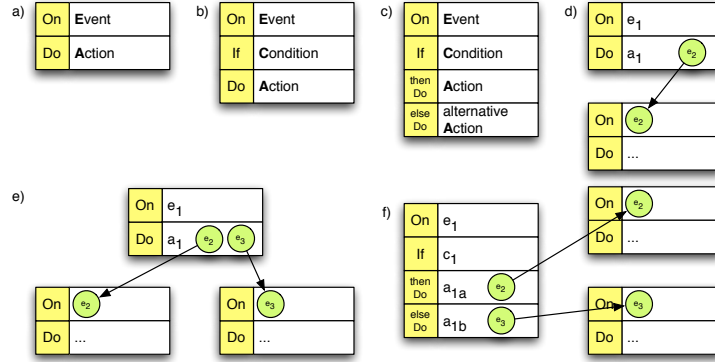 a)
On Event
Do Action
b)
On Event
If Condition
Do Action
c)
On Event
If Condition
then Do Action
else Do alternative Action
d)
On e1
Do a1 e2
On e2
Do ...
e)
On e1
Do a1 e2 e3
On e2
Do ...
On e3
Do ...
f)
On e1
If c1
then Do a1a e2
else Do a1b e3
On e2
Do ...
On e3
Do ...